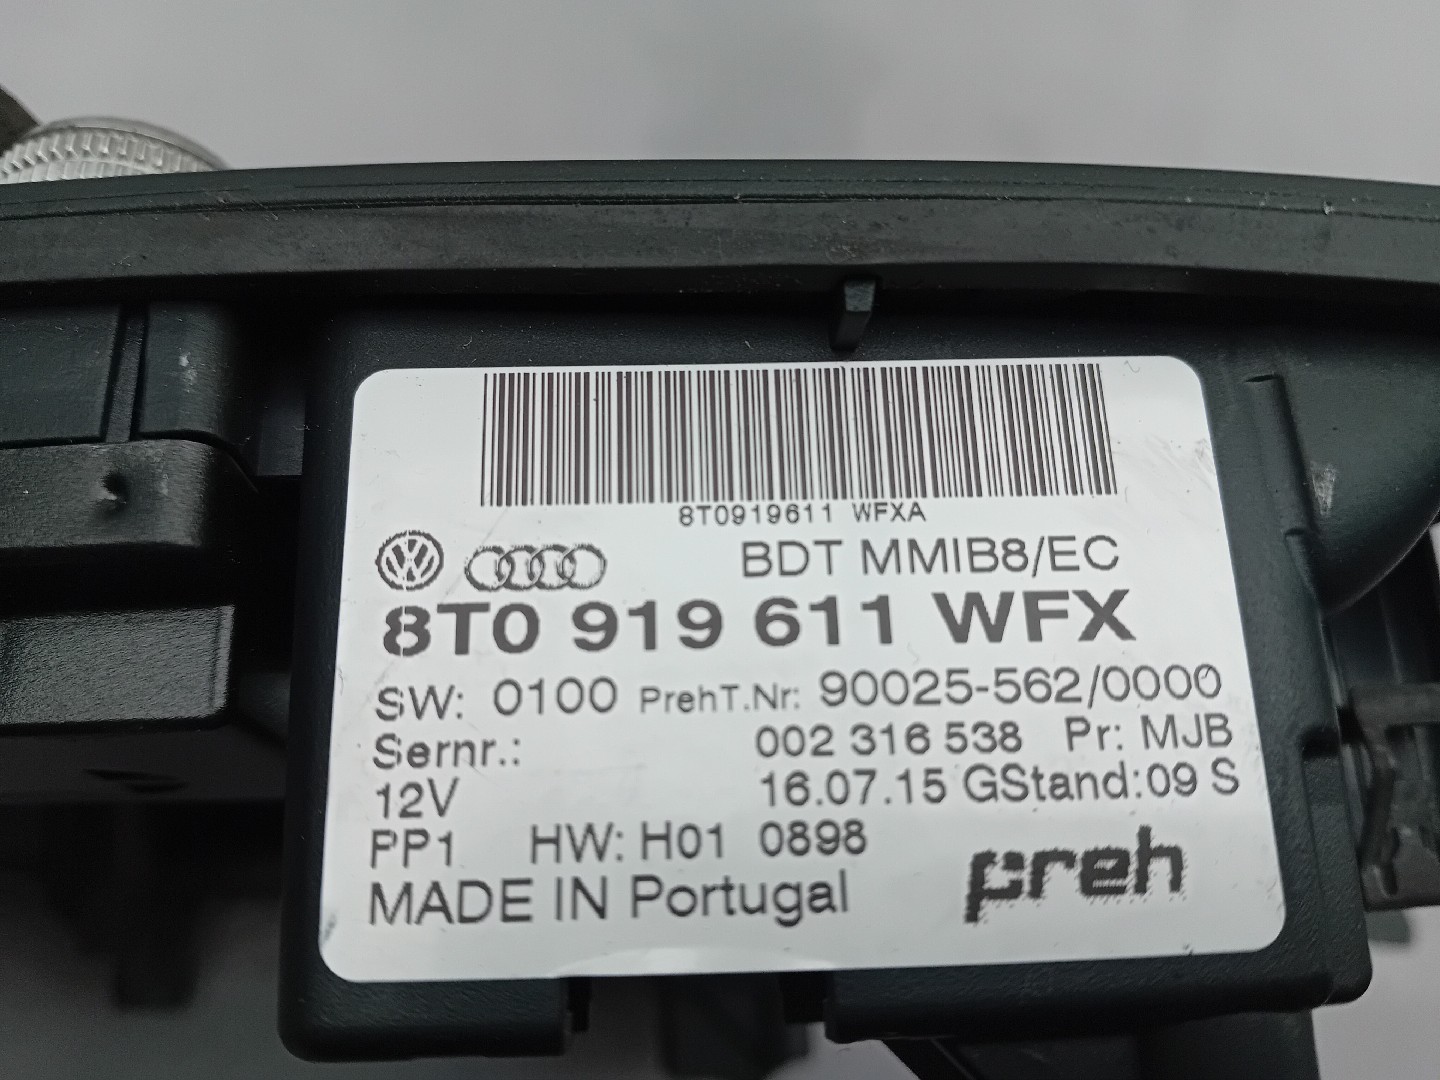 8T0919611 WFXA
BDT MMIB8/EC
8T0 919 611 WFX
SW: 0100 PrehT.Nr: 90025-562/0000
Sernr.: 002 316 538 Pr: MJB
12V 16.07.15 GStand:09 S
PP1 HW: H01 0898
preh
MADE IN Portugal